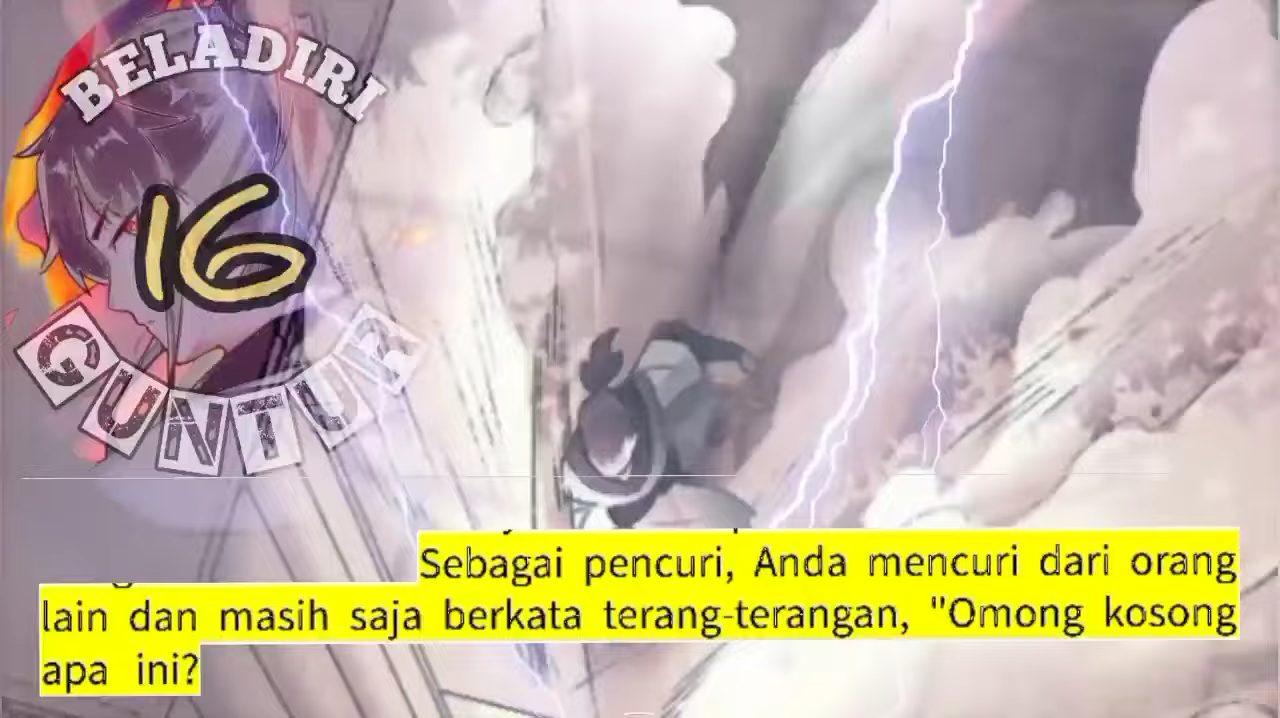 BELADIRI
16
GUNTUR
Sebagai pencuri, Anda mencuri dari orang
lain dan masih saja berkata terang-terangan, "Omong kosong
apa ini?